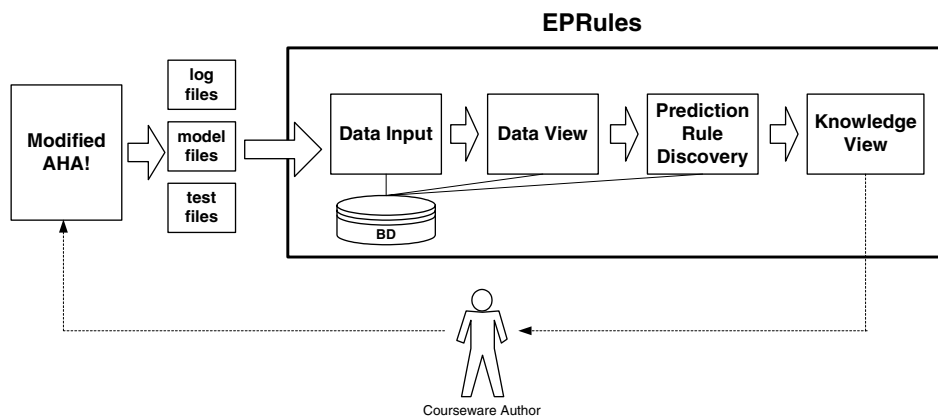 EPRules
log
files
Modified
AHA!
model
files
test
files
Data Input
Data View
Prediction
Rule
Discovery
Knowledge
View
BD
Courseware Author